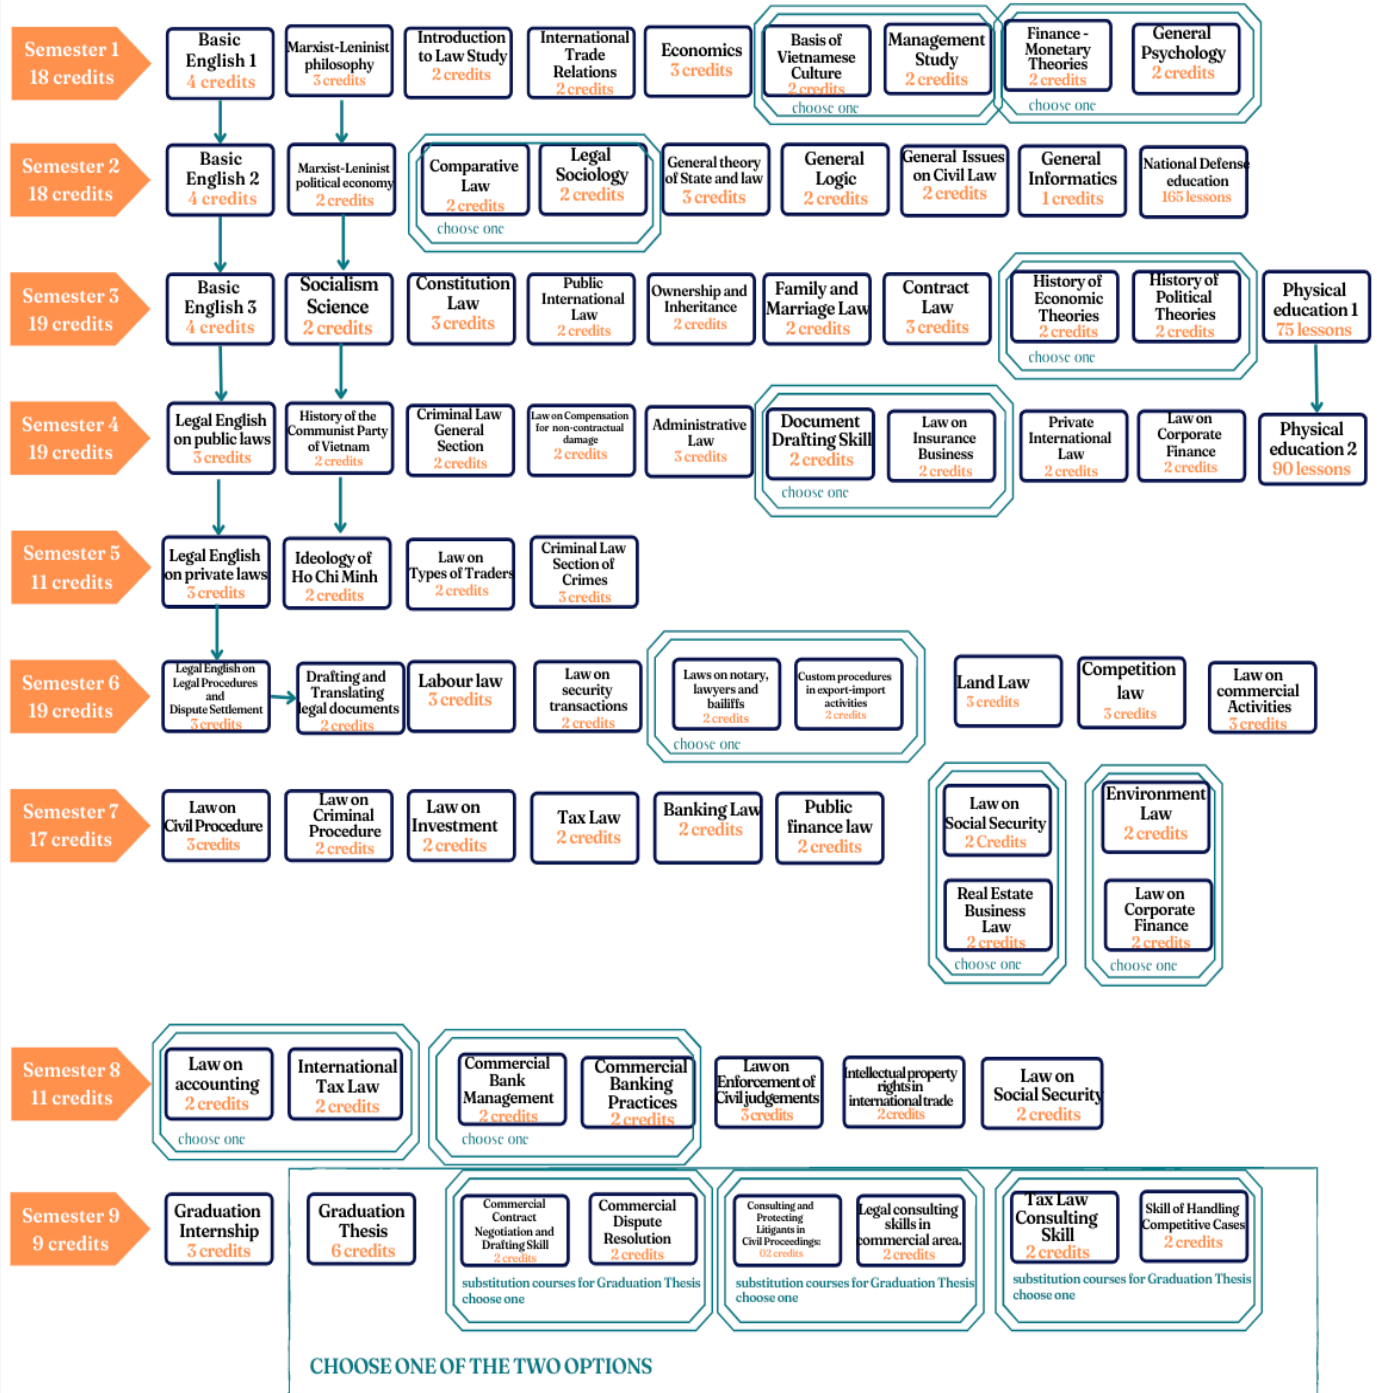 Semester 1
18 credits
Basic
English 1
4 credits
Marxist-Leninist
philosophy
3 credits
Introduction
to Law Study
2 credits
International
Trade
Relations
2 credits
Economics
3 credits
Basis of
Vietnamese
Culture
2 credits
Management
Study
2 credits
choose one
Finance -
Monetary
Theories
2 credits
General
Psychology
2 credits
choose one
Semester 2
18 credits
Basic
English 2
4 credits
Marxist-Leninist
political economy
2 credits
Comparative
Law
2 credits
Legal
Sociology
2 credits
choose one
General theory
of State and law
3 credits
General
Logic
2 credits
General Issues
on Civil Law
2 credits
General
Informatics
1 credits
National Defense
education
165 lessons
Semester 3
19 credits
Basic
English 3
4 credits
Socialism
Science
2 credits
Constitution
Law
3 credits
Public
International
Law
2 credits
Ownership and
Inheritance
2 credits
Family and
Marriage Law
2 credits
Contract
Law
3 credits
History of
Economic
Theories
2 credits
History of
Political
Theories
2 credits
choose one
Physical
education 1
75 lessons
Semester 4
19 credits
Legal English
on public laws
3 credits
History of the
Communist Party
of Vietnam
2 credits
Criminal Law
General
Section
2 credits
Law on Compensation
for non-contractual
damage
2 credits
Administrative
Law
3 credits
Document
Drafting Skill
2 credits
Law on
Insurance
Business
2 credits
choose one
Private
International
Law
2 credits
Law on
Corporate
Finance
2 credits
Physical
education 2
90 lessons
Semester 5
11 credits
Legal English
on private laws
3 credits
Ideology of
Ho Chi Minh
2 credits
Law on
Types of Traders
2 credits
Criminal Law
Section of
Crimes
3 credits
Semester 6
19 credits
Legal English on
Legal Procedures
and
Dispute Settlement
3 credits
Drafting and
Translating
legal documents
2 credits
Labour law
3 credits
Law on
security
transactions
2 credits
Laws on notary,
lawyers and
bailiffs
2 credits
Custom procedures
in export-import
activities
2 credits
choose one
Land Law
3 credits
Competition
law
3 credits
Law on
commercial
Activities
3 credits
Semester 7
17 credits
Law on
Civil Procedure
3 credits
Law on
Criminal
Procedure
2 credits
Law on
Investment
2 credits
Tax Law
2 credits
Banking Law
2 credits
Public
finance law
2 credits
Law on
Social Security
2 Credits
Real Estate
Business
Law
2 credits
choose one
Environment
Law
2 credits
Law on
Corporate
Finance
2 credits
choose one
Semester 8
11 credits
Law on
accounting
2 credits
International
Tax Law
2 credits
choose one
Commercial
Bank
Management
2 credits
Commercial
Banking
Practices
2 credits
choose one
Law on
Enforcement of
Civil judgements
3 credits
Intellectual property
rights in
international trade
2 credits
Law on
Social Security
2 credits
Semester 9
9 credits
Graduation
Internship
3 credits
Graduation
Thesis
6 credits
Commercial
Contract
Negotiation and
Drafting Skill
2 credits
Commercial
Dispute
Resolution
2 credits
substitution courses for Graduation Thesis
choose one
Consulting and
Protecting
Litigants in
Civil Proceedings:
02 credits
Legal consulting
skills in
commercial area.
2 credits
substitution courses for Graduation Thesis
choose one
Tax Law
Consulting
Skill
2 credits
Skill of Handling
Competitive Cases
2 credits
substitution courses for Graduation Thesis
choose one
CHOOSE ONE OF THE TWO OPTIONS